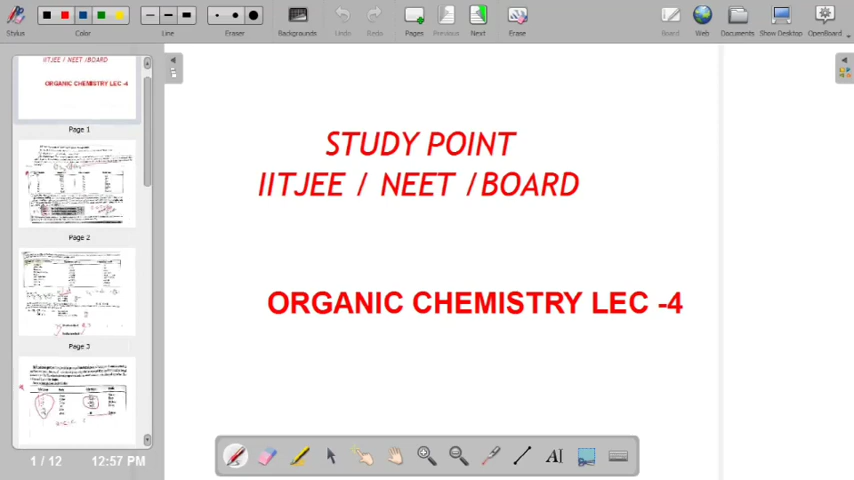 Stylus
Color
Line
Eraser
Backgrounds
Undo
Redo
Pages
Previous
Next
Erase
Board
Web
Documents
Show Desktop
OpenBoard
IITJEE / NEET /BOARD
ORGANIC CHEMISTRY LEC -4
Page 1
Page 2
Page 3
STUDY POINT
IITJEE / NEET /BOARD
ORGANIC CHEMISTRY LEC -4
AI
1 / 12
12:57 PM